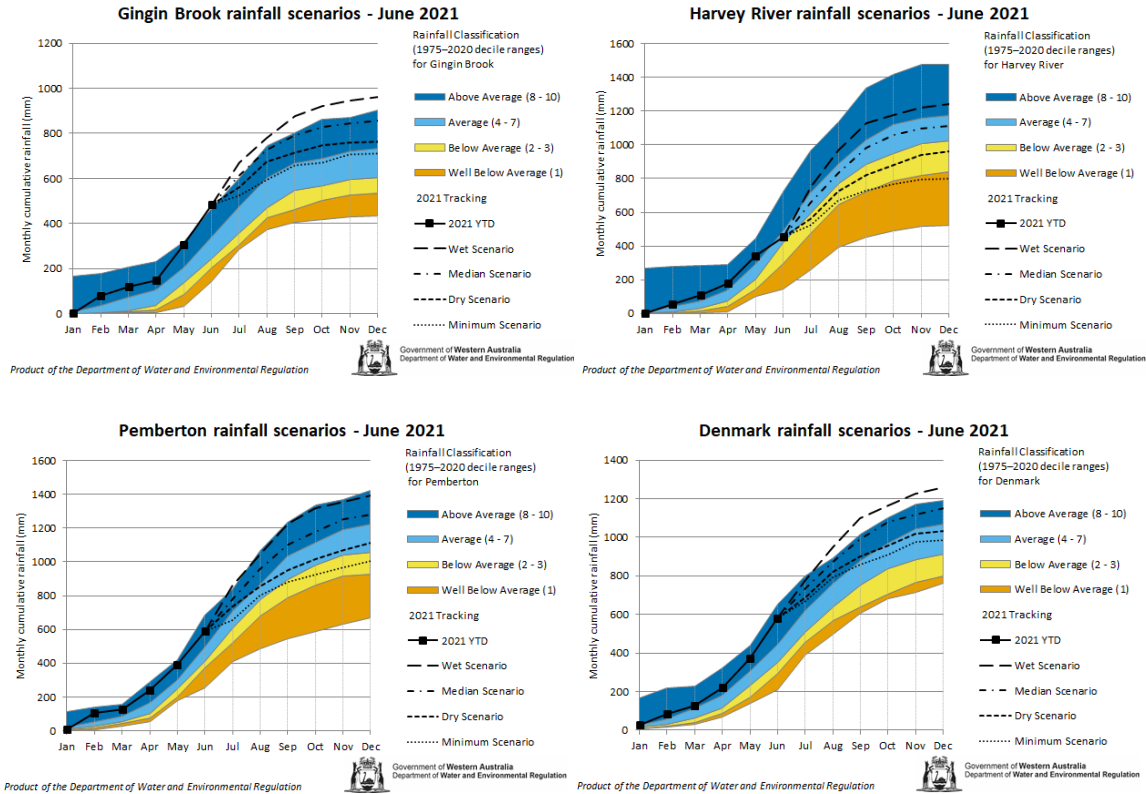 Gingin Brook rainfall scenarios - June 2021
Monthly cumulative rainfall (mm)
1200
1000
800
600
400
200
0
Jan Feb Mar Apr May Jun Jul Aug Sep Oct Nov Dec
Rainfall Classification
(1975–2020 decile ranges)
for Gingin Brook
Above Average (8 - 10)
Average (4 - 7)
Below Average (2 - 3)
Well Below Average (1)
2021 Tracking
2021 YTD
Wet Scenario
Median Scenario
Dry Scenario
Minimum Scenario
Government of Western Australia
Department of Water and Environmental Regulation
Product of the Department of Water and Environmental Regulation
Harvey River rainfall scenarios - June 2021
Monthly cumulative rainfall (mm)
1600
1400
1200
1000
800
600
400
200
0
Jan Feb Mar Apr May Jun Jul Aug Sep Oct Nov Dec
Rainfall Classification
(1975–2020 decile ranges)
for Harvey River
Above Average (8 - 10)
Average (4 - 7)
Below Average (2 - 3)
Well Below Average (1)
2021 Tracking
2021 YTD
Wet Scenario
Median Scenario
Dry Scenario
Minimum Scenario
Government of Western Australia
Department of Water and Environmental Regulation
Product of the Department of Water and Environmental Regulation
Pemberton rainfall scenarios - June 2021
Monthly cumulative rainfall (mm)
1600
1400
1200
1000
800
600
400
200
0
Jan Feb Mar Apr May Jun Jul Aug Sep Oct Nov Dec
Rainfall Classification
(1975–2020 decile ranges)
for Pemberton
Above Average (8 - 10)
Average (4 - 7)
Below Average (2 - 3)
Well Below Average (1)
2021 Tracking
2021 YTD
Wet Scenario
Median Scenario
Dry Scenario
Minimum Scenario
Government of Western Australia
Department of Water and Environmental Regulation
Product of the Department of Water and Environmental Regulation
Denmark rainfall scenarios - June 2021
Monthly cumulative rainfall (mm)
1400
1200
1000
800
600
400
200
0
Jan Feb Mar Apr May Jun Jul Aug Sep Oct Nov Dec
Rainfall Classification
(1975–2020 decile ranges)
for Denmark
Above Average (8 - 10)
Average (4 - 7)
Below Average (2 - 3)
Well Below Average (1)
2021 Tracking
2021 YTD
Wet Scenario
Median Scenario
Dry Scenario
Minimum Scenario
Government of Western Australia
Department of Water and Environmental Regulation
Product of the Department of Water and Environmental Regulation